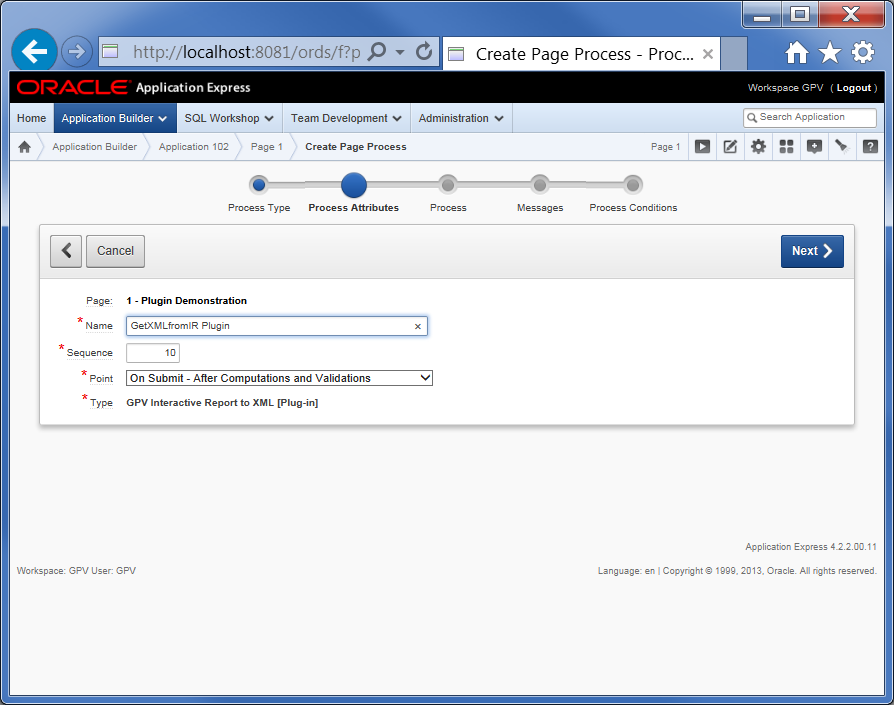 http://localhost:8081/ords/f?p
Create Page Process - Proc...
ORACLE Application Express
Workspace GPV ( Logout )
Home Application Builder SQL Workshop Team Development Administration Search Application
Application Builder Application 102 Page 1 Create Page Process Page 1
Process Type Process Attributes Process Messages Process Conditions
Cancel Next
Page: 1 - Plugin Demonstration
* Name GetXMLfromIR Plugin
* Sequence 10
* Point On Submit - After Computations and Validations
* Type GPV Interactive Report to XML [Plug-in]
Application Express 4.2.2.00.11
Workspace: GPV User: GPV Language: en | Copyright © 1999, 2013, Oracle. All rights reserved.